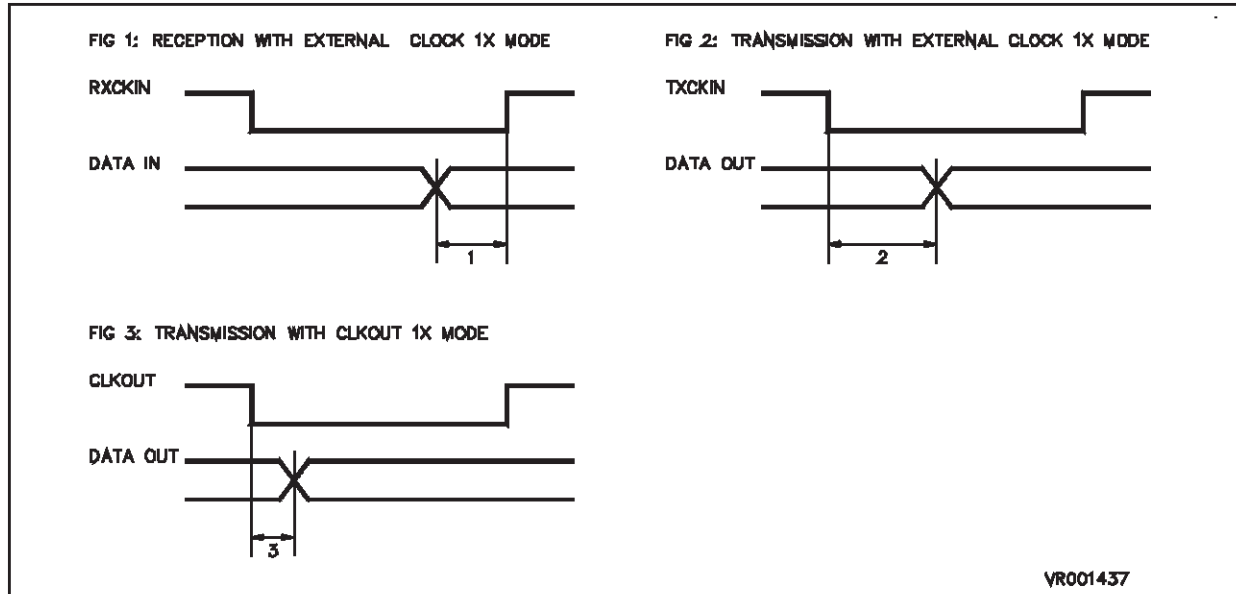 FIG 1: RECEPTION WITH EXTERNAL CLOCK 1X MODE
RXCKIN
DATA IN
1
FIG 2: TRANSMISSION WITH EXTERNAL CLOCK 1X MODE
TXCKIN
DATA OUT
2
FIG 3: TRANSMISSION WITH CLKOUT 1X MODE
CLKOUT
DATA OUT
3
VR001437